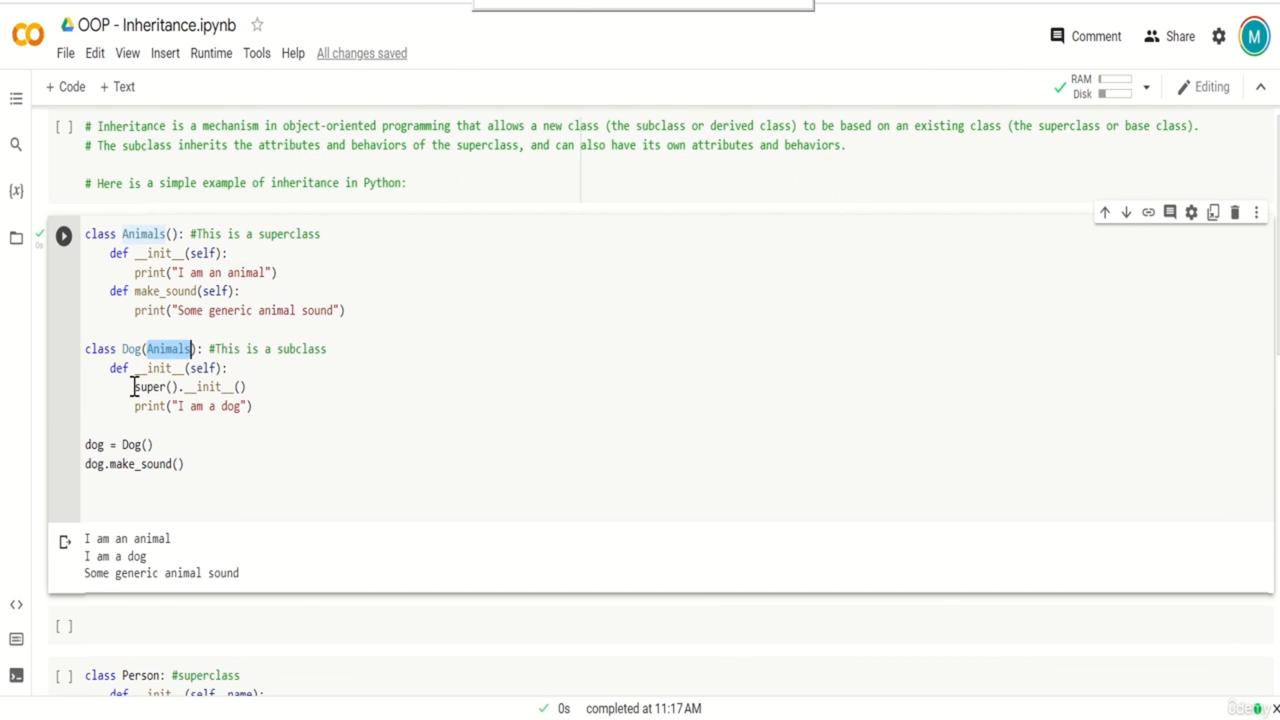 OOP - Inheritance.ipynb
File Edit View Insert Runtime Tools Help All changes saved
Comment Share M
+ Code + Text
RAM
Disk
Editing
[ ] # Inheritance is a mechanism in object-oriented programming that allows a new class (the subclass or derived class) to be based on an existing class (the superclass or base class).
# The subclass inherits the attributes and behaviors of the superclass, and can also have its own attributes and behaviors.
# Here is a simple example of inheritance in Python:
{x}
0s
class Animals(): #This is a superclass
def __init__(self):
print("I am an animal")
def make_sound(self):
print("Some generic animal sound")
class Dog(Animals): #This is a subclass
def __init__(self):
super().__init__()
print("I am a dog")
dog = Dog()
dog.make_sound()
I am an animal
I am a dog
Some generic animal sound
[ ]
[ ] class Person: #superclass
def __init__(self, name):
0s completed at 11:17 AM